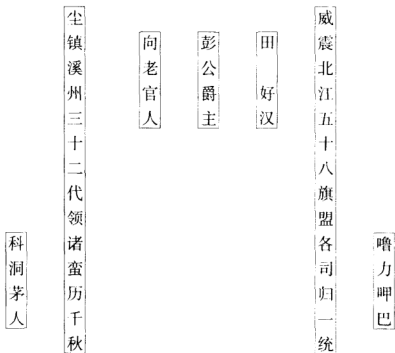 噜力呷巴
威震北江五十八旗盟各司归一统
田好汉
彭公爵主
向老官人
尘镇溪州三十二代领诸蛮历千秋
科洞茅人